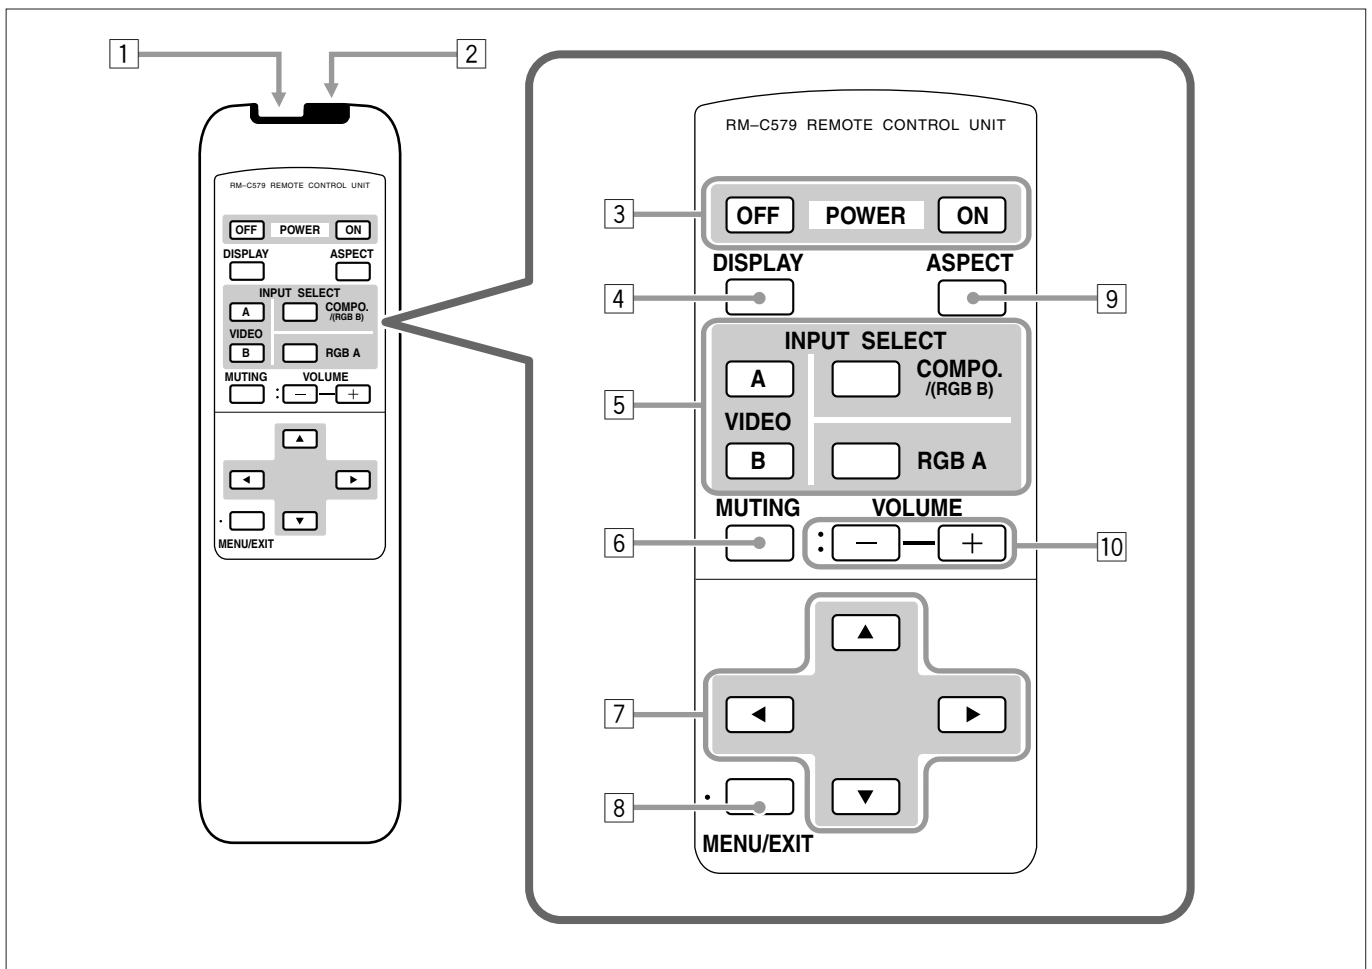 1
2
RM–C579 REMOTE CONTROL UNIT
OFF POWER ON
DISPLAY ASPECT
INPUT SELECT
A COMPO.
/(RGB B)
VIDEO
B RGB A
MUTING VOLUME
: − +
MENU/EXIT
RM–C579 REMOTE CONTROL UNIT
3 OFF POWER ON
DISPLAY ASPECT
4 9
INPUT SELECT
A COMPO.
/(RGB B)
5
VIDEO
B RGB A
MUTING VOLUME
6 : − + 10
7
8
MENU/EXIT